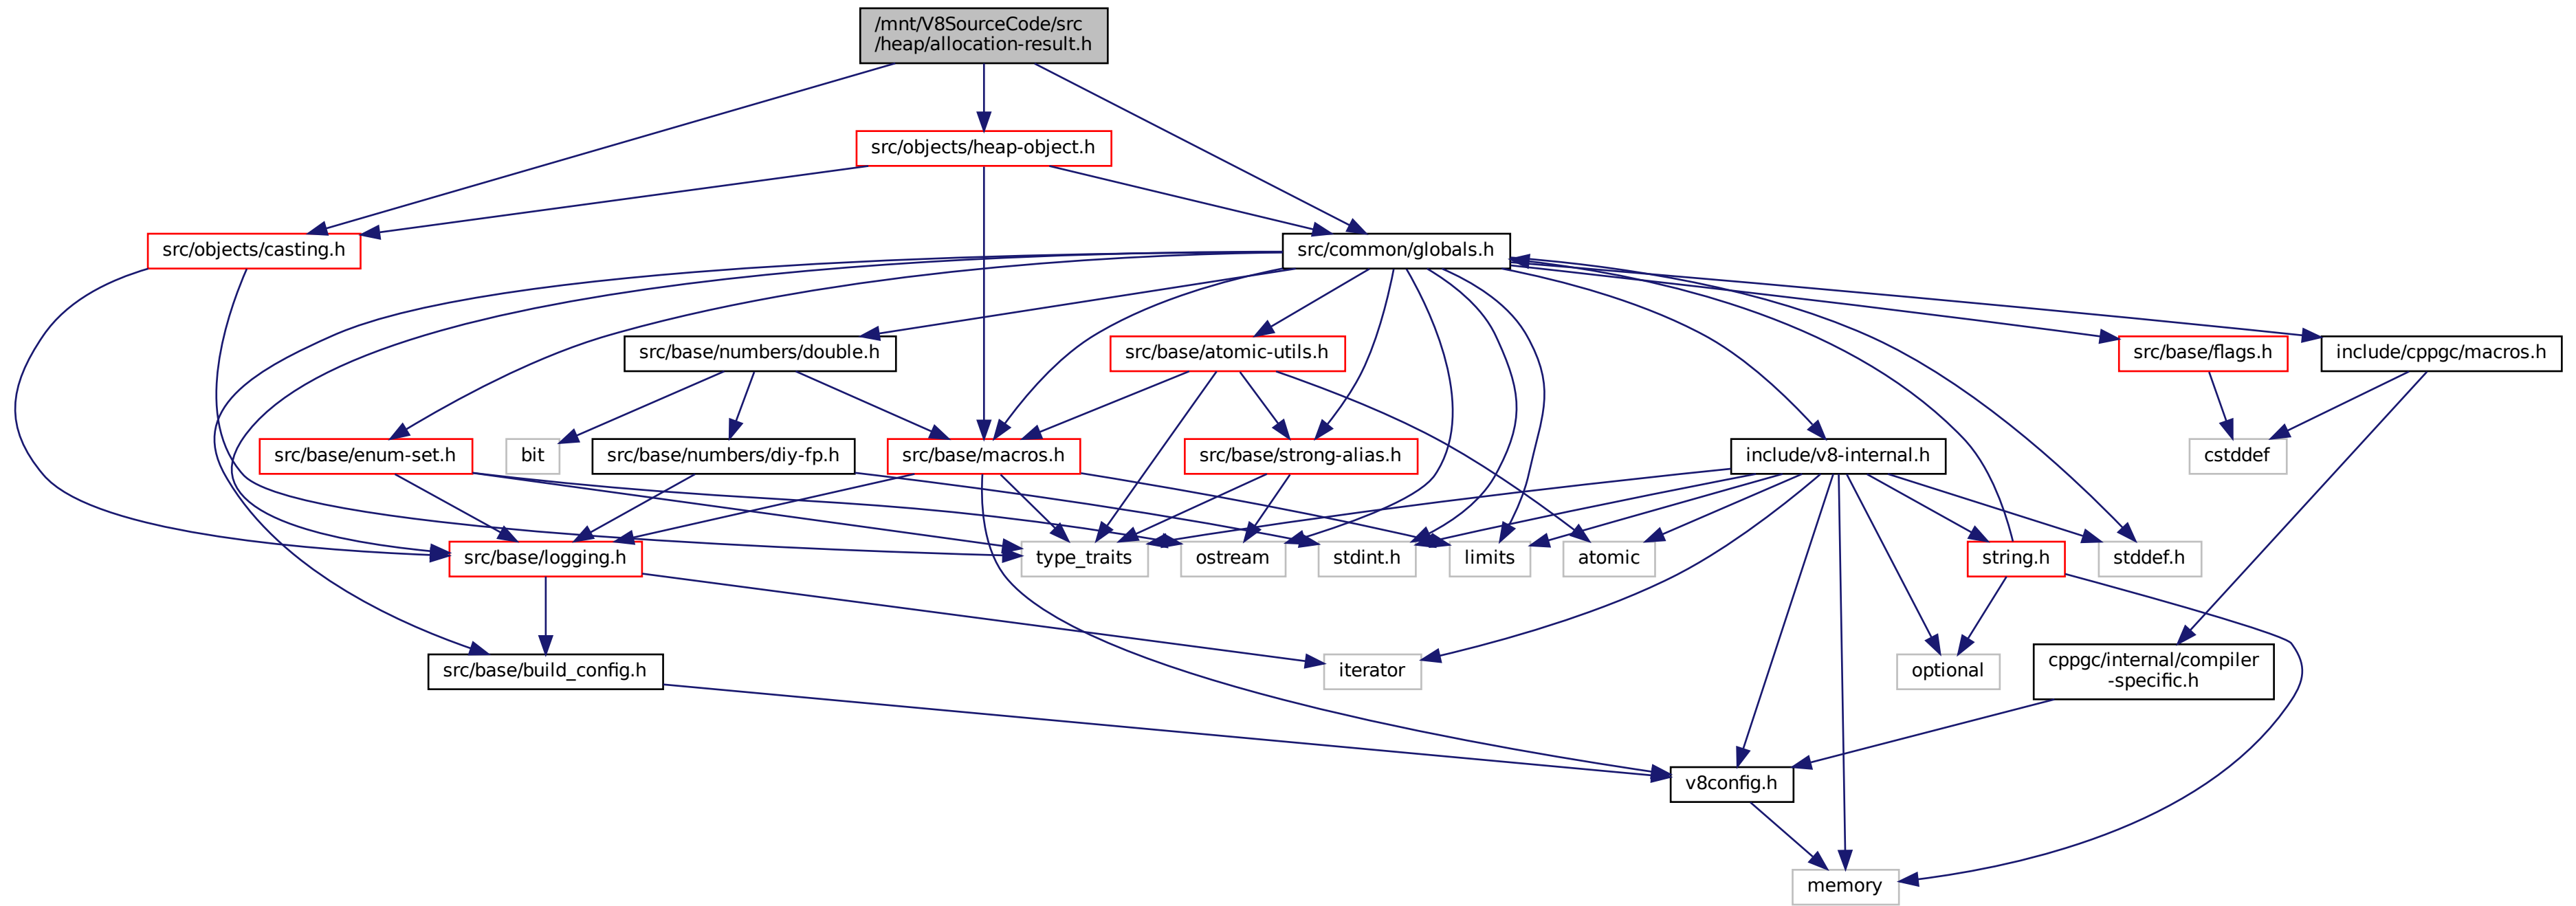 /mnt/V8SourceCode/src
/heap/allocation-result.h
src/objects/heap-object.h
src/objects/casting.h
src/common/globals.h
src/base/numbers/double.h
src/base/atomic-utils.h
src/base/flags.h
include/cppgc/macros.h
src/base/enum-set.h
bit
src/base/numbers/diy-fp.h
src/base/macros.h
src/base/strong-alias.h
include/v8-internal.h
cstddef
src/base/logging.h
type_traits
ostream
stdint.h
limits
atomic
string.h
stddef.h
src/base/build_config.h
iterator
optional
cppgc/internal/compiler
-specific.h
v8config.h
memory